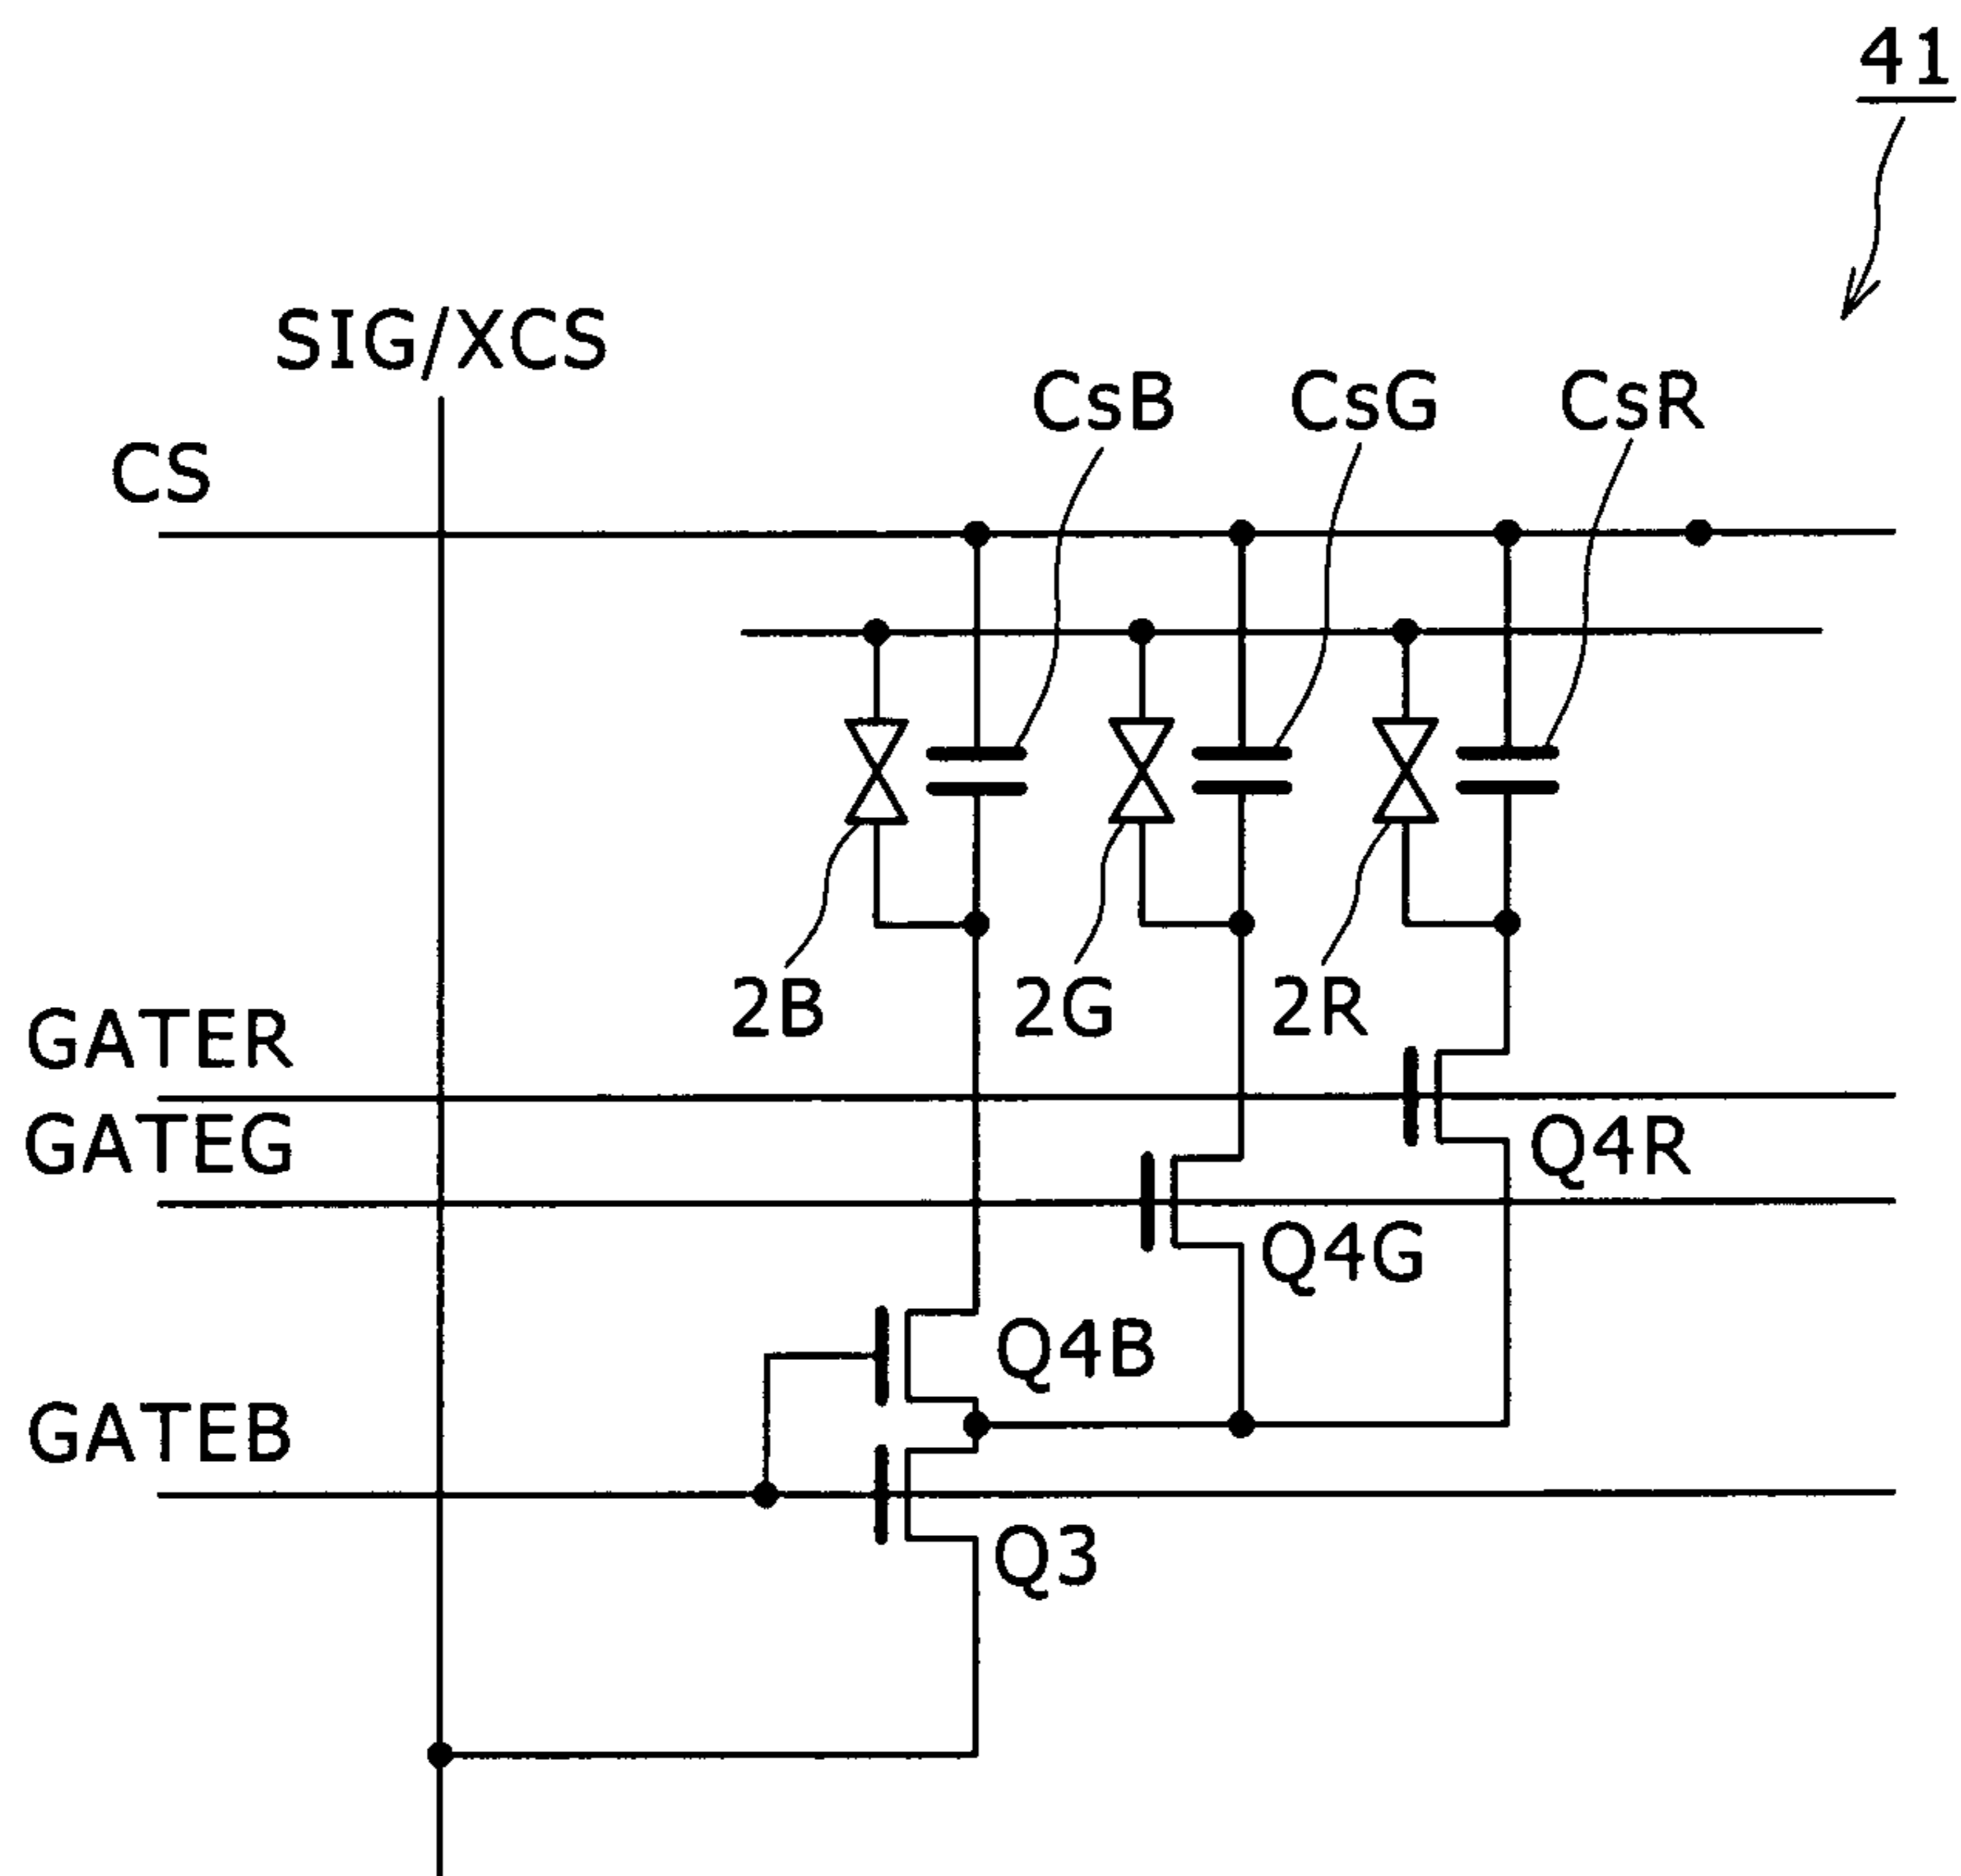 41
SIG/XCS
CsB CsG CsR
CS
2B 2G 2R
GATER
GATEG
Q4R
Q4G
Q4B
GATEB
Q3